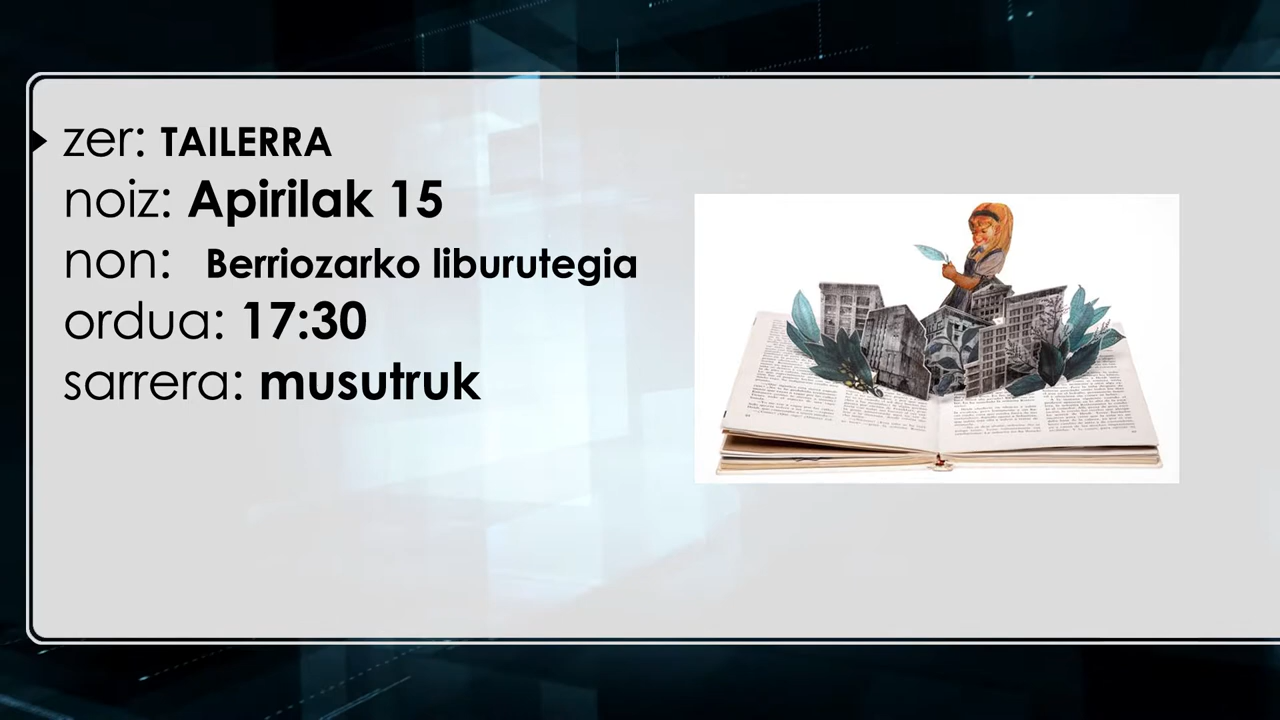 zer: TAILERRA
noiz: Apirilak 15
non: Berriozarko liburutegia
ordua: 17:30
sarrera: musutruk